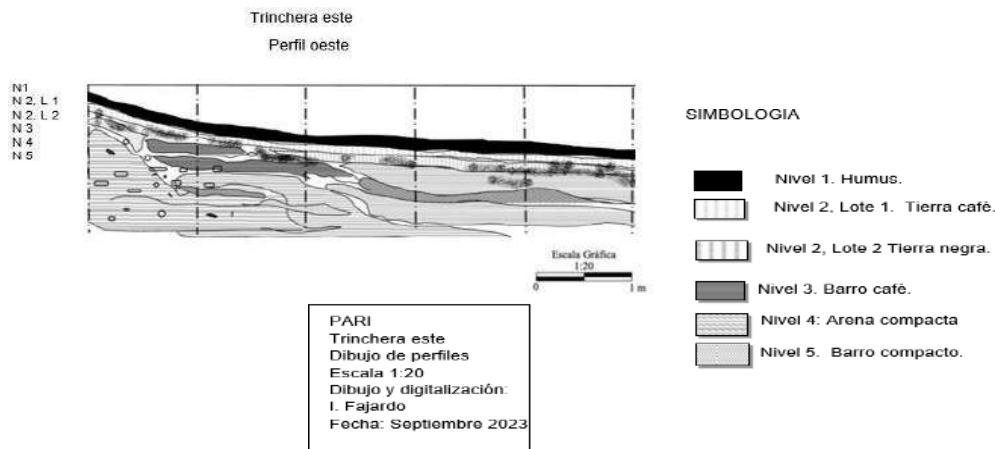 Trinchera este
Perfil oeste
N1
N 2, L 1
N 2, L 2
N 3
N 4
N 5
SIMBOLOGIA
Nivel 1. Humus.
Nivel 2, Lote 1. Tierra café.
Nivel 2, Lote 2 Tierra negra.
Nivel 3. Barro café.
Nivel 4: Arena compacta
Nivel 5. Barro compacto.
Escala Gráfica
1:20
0 1 m
PARI
Trinchera este
Dibujo de perfiles
Escala 1:20
Dibujo y digitalización:
I. Fajardo
Fecha: Septiembre 2023